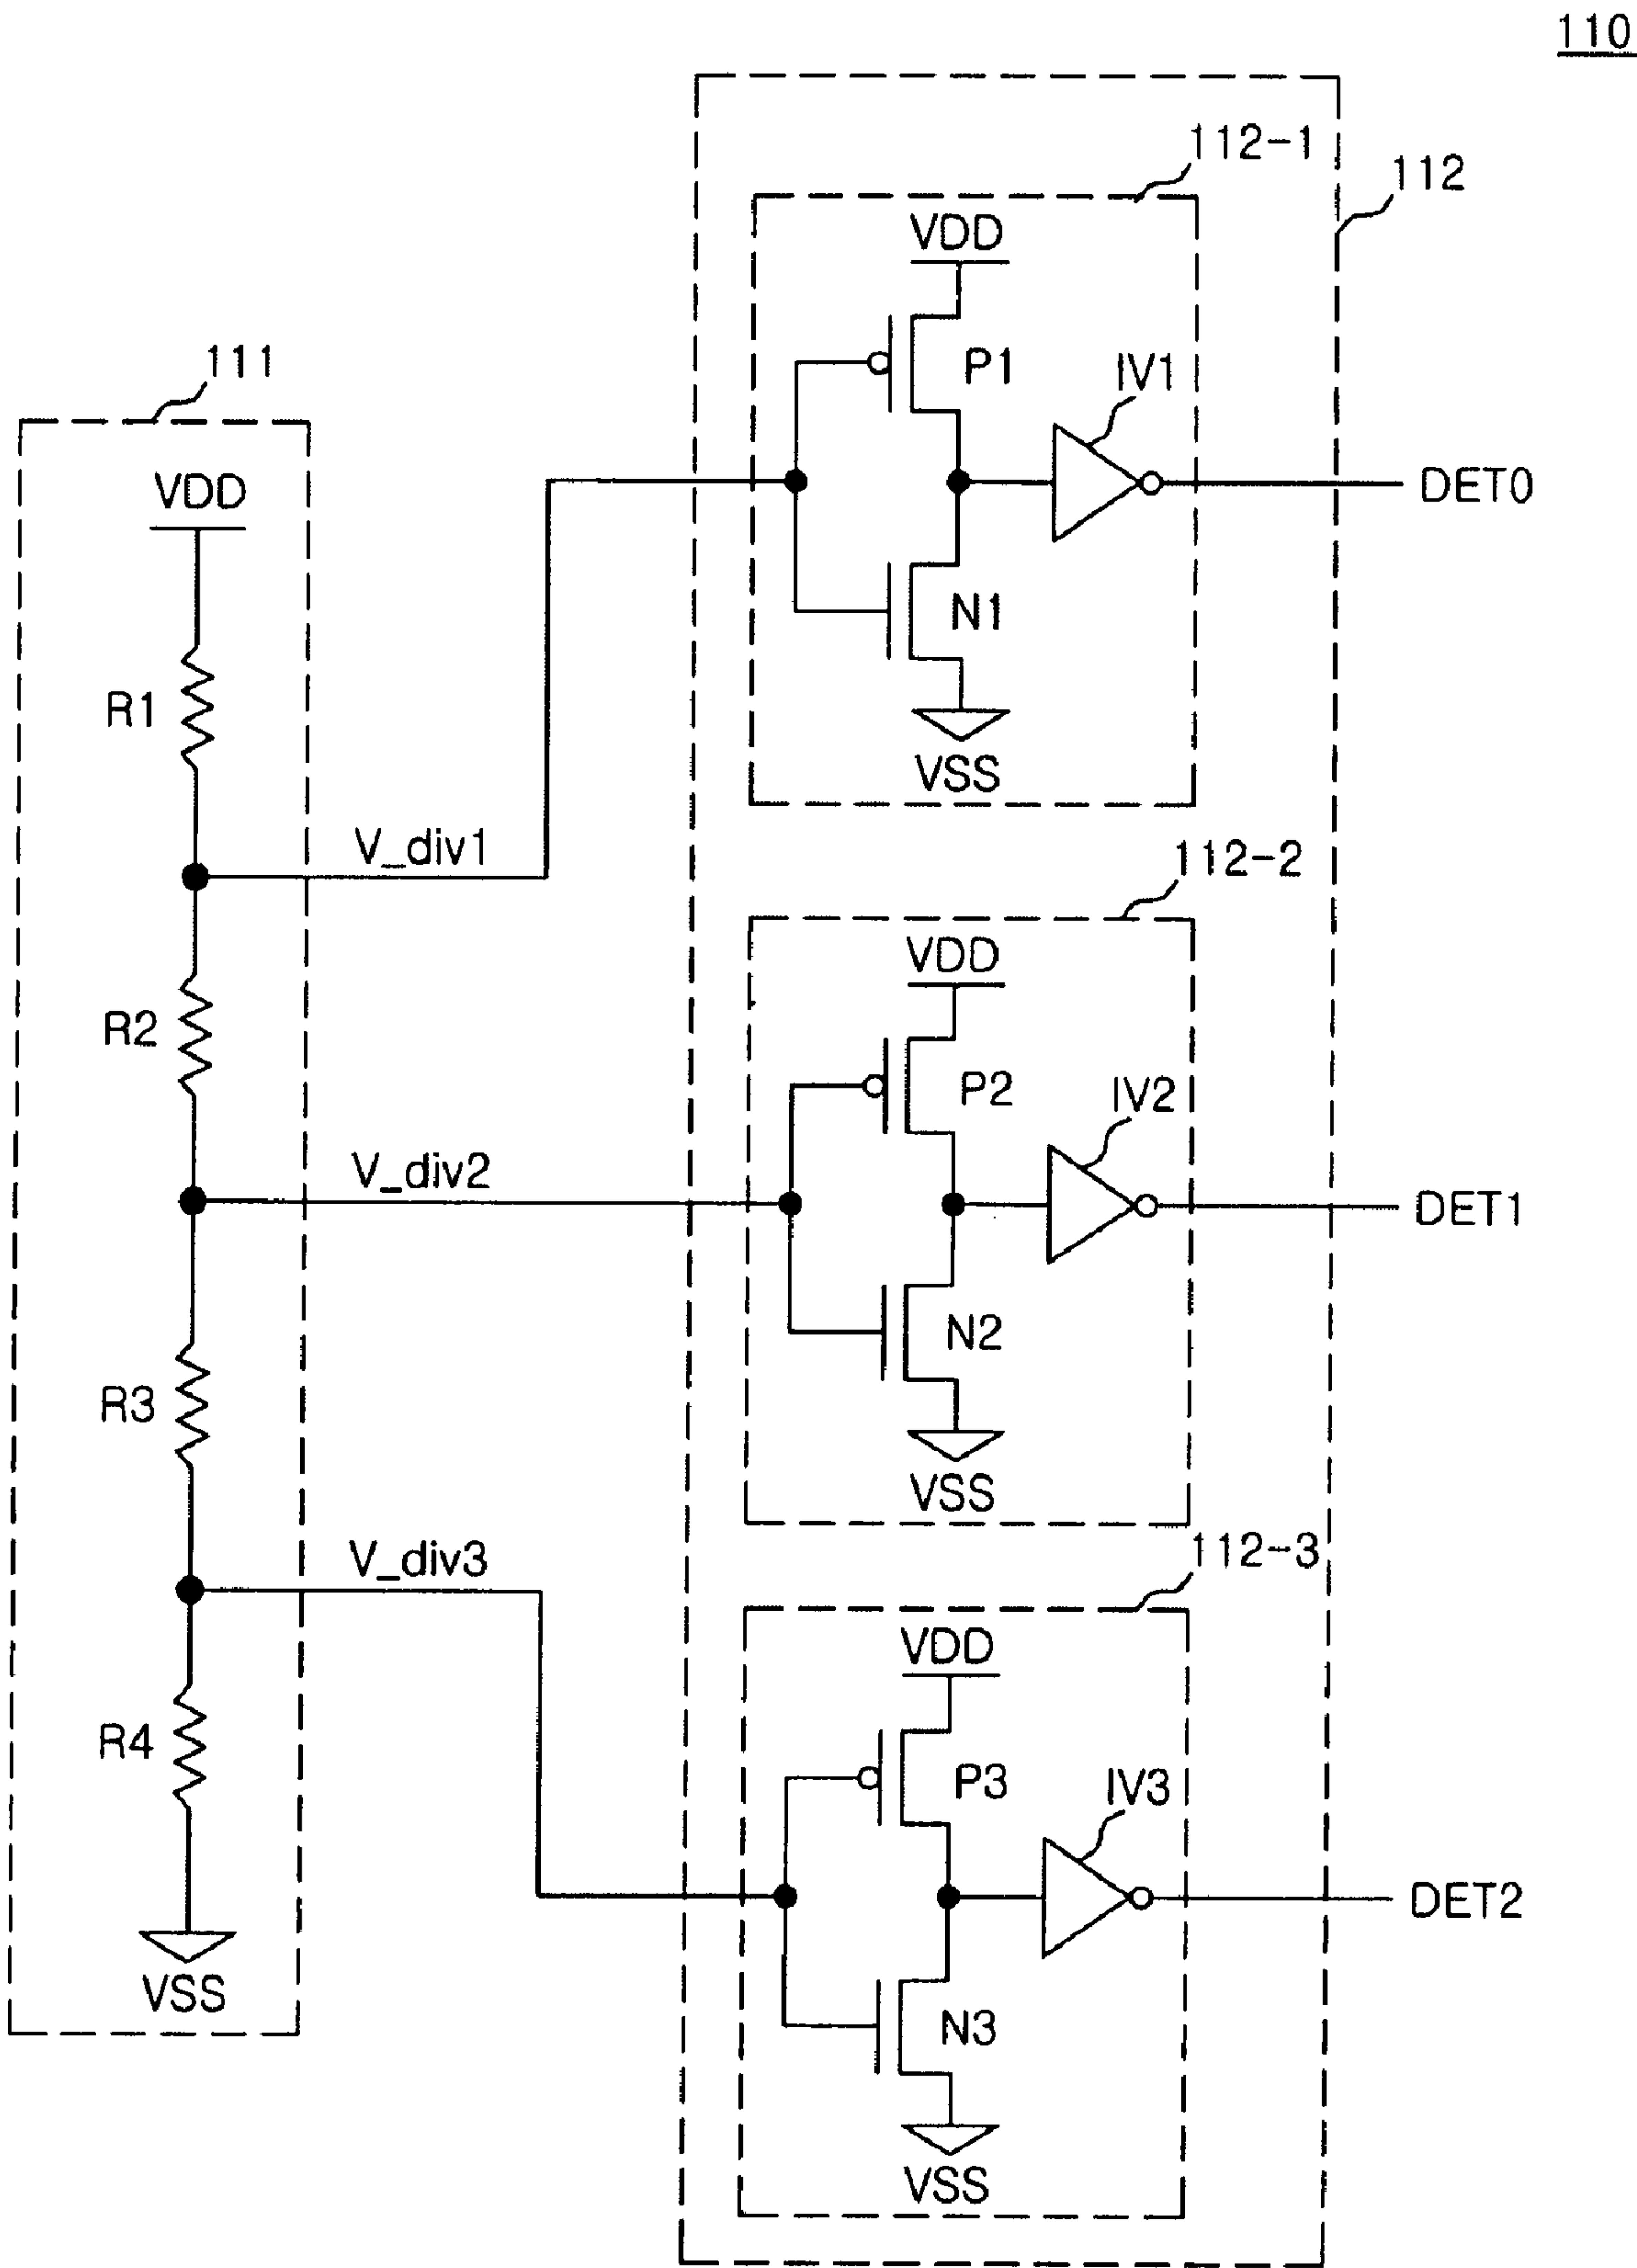 110
112-1
112
VDD
P1
IV1
DET0
N1
VSS
111
VDD
R1
V_div1
R2
V_div2
R3
V_div3
R4
VSS
112-2
VDD
P2
IV2
DET1
N2
VSS
112-3
VDD
P3
IV3
DET2
N3
VSS